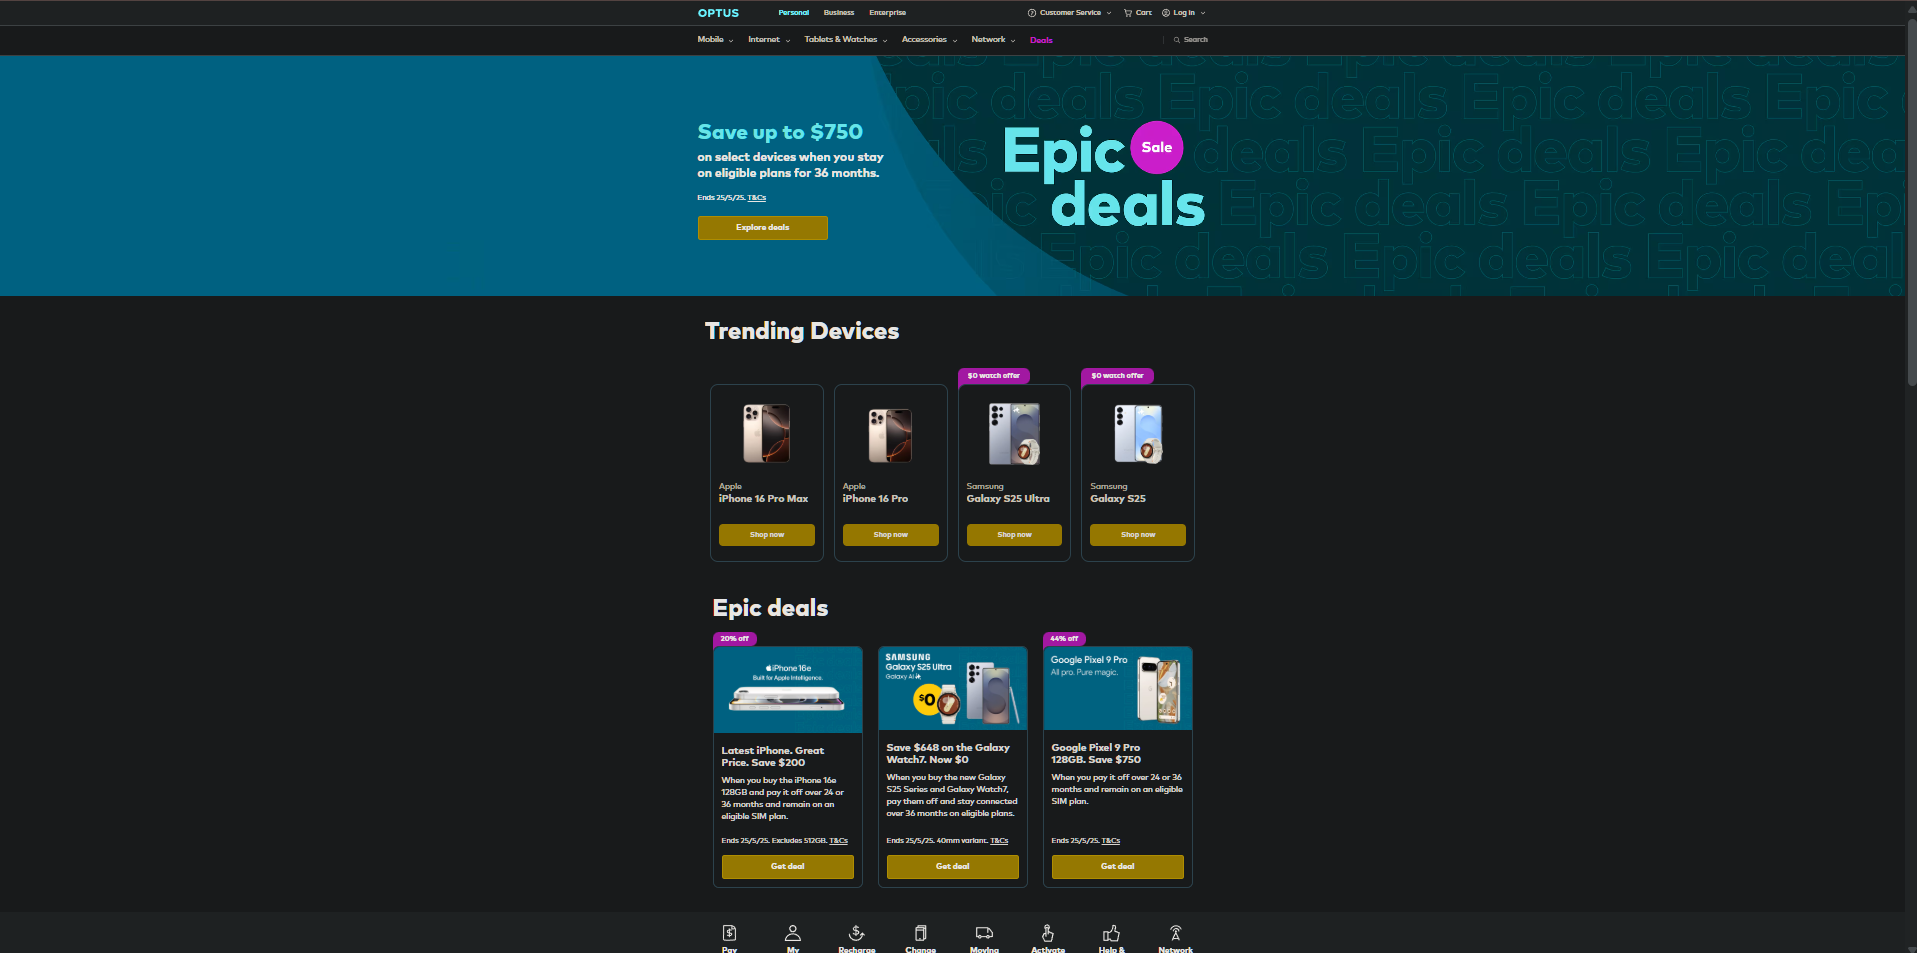 OPTUS
Personal
Business
Enterprise
Customer Service
Cart
Log in
Mobile
Internet
Tablets & Watches
Accessories
Network
Deals
Search
Save up to $750
on select devices when you stay
on eligible plans for 36 months.
Ends 25/5/25. T&Cs
Explore deals
Epic
Sale
deals
Epic deals Epic deals Epic deals
Trending Devices
Apple
iPhone 16 Pro Max
Shop now
Apple
iPhone 16 Pro
Shop now
$0 watch offer
Samsung
Galaxy S25 Ultra
Shop now
$0 watch offer
Samsung
Galaxy S25
Shop now
Epic deals
20% off
iPhone 16e
Built for Apple Intelligence.
Latest iPhone. Great
Price. Save $200
When you buy the iPhone 16e
128GB and pay it off over 24 or
36 months and remain on an
eligible SIM plan.
Ends 25/5/25. Excludes 512GB. T&Cs
Get deal
SAMSUNG
Galaxy S25 Ultra
Galaxy AI
$0
Save $648 on the Galaxy
Watch7. Now $0
When you buy the new Galaxy
S25 Series and Galaxy Watch7,
pay them off and stay connected
over 36 months on eligible plans.
Ends 25/5/25. 40mm variant. T&Cs
Get deal
44% off
Google Pixel 9 Pro
All pro. Pure magic.
Google Pixel 9 Pro
128GB. Save $750
When you pay it off over 24 or 36
months and remain on an eligible
SIM plan.
Ends 25/5/25. T&Cs
Get deal
Pay
My
Recharge
Change
Moving
Activate
Help &
Network